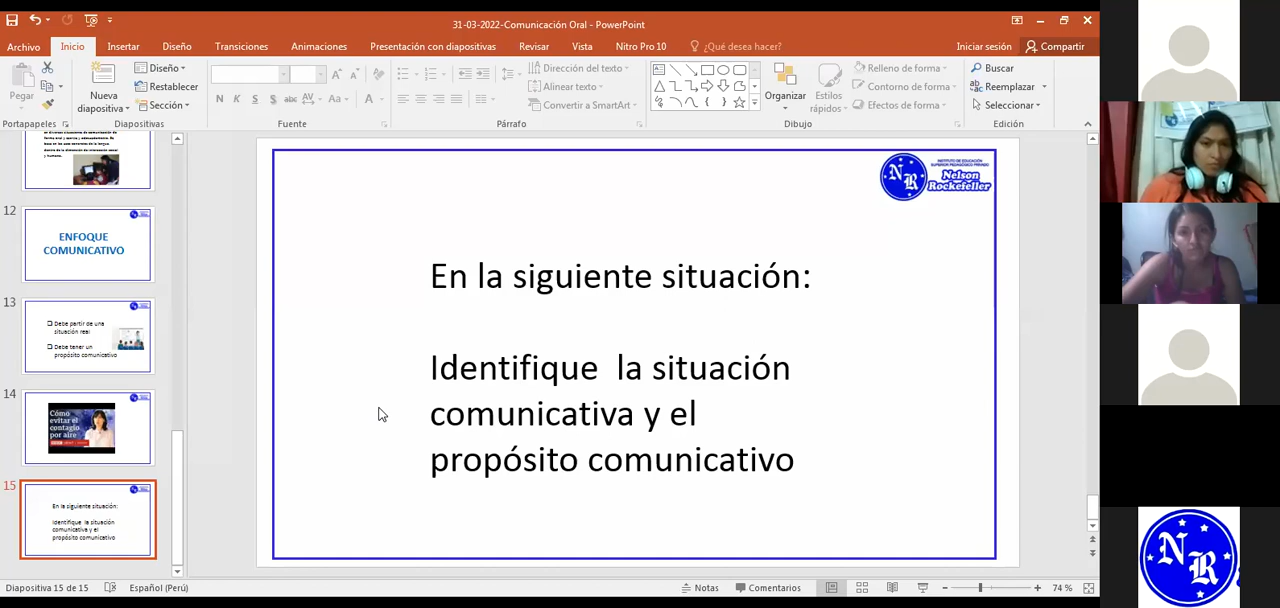 31-03-2022-Comunicación Oral - PowerPoint
Archivo Inicio Insertar Diseño Transiciones Animaciones Presentación con diapositivas Revisar Vista Nitro Pro 10 ¿Qué desea hacer? Iniciar sesión Compartir
Pegar
Nueva diapositiva
Diseño
Restablecer
Sección
N K S S abc AV Aa A
Dirección del texto
Alinear texto
Convertir a SmartArt
Organizar
Estilos rápidos
Relleno de forma
Contorno de forma
Efectos de forma
Buscar
Reemplazar
Seleccionar
Portapapeles Diapositivas Fuente Párrafo Dibujo Edición
12
ENFOQUE
COMUNICATIVO
13
Debe partir de una
situación real
Debe tener un
propósito comunicativo
14
Cómo
evitar el
contagio
por aire
15
En la siguiente situación:
Identifique la situación
comunicativa y el
propósito comunicativo
INSTITUTO DE EDUCACIÓN
SUPERIOR PEDAGÓGICO PRIVADO
NR
Nelson
Rockefeller
En la siguiente situación:
Identifique la situación
comunicativa y el
propósito comunicativo
NR
Diapositiva 15 de 15 Español (Perú) Notas Comentarios 74 %